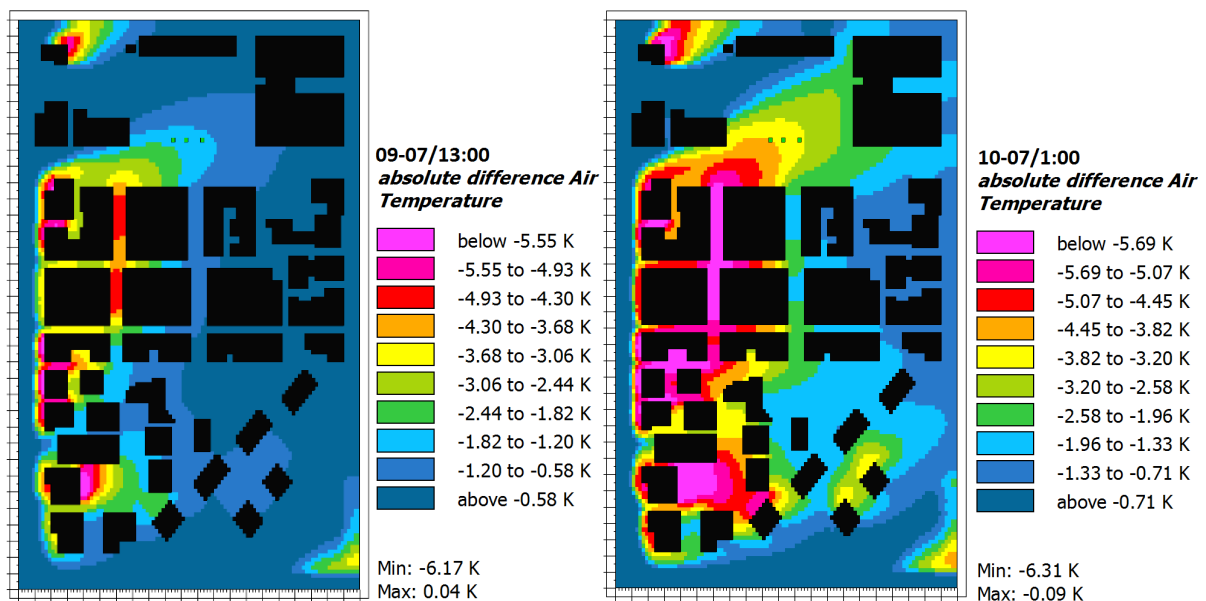 09-07/13:00
absolute difference Air
Temperature
below -5.55 K
-5.55 to -4.93 K
-4.93 to -4.30 K
-4.30 to -3.68 K
-3.68 to -3.06 K
-3.06 to -2.44 K
-2.44 to -1.82 K
-1.82 to -1.20 K
-1.20 to -0.58 K
above -0.58 K
Min: -6.17 K
Max: 0.04 K
10-07/1:00
absolute difference Air
Temperature
below -5.69 K
-5.69 to -5.07 K
-5.07 to -4.45 K
-4.45 to -3.82 K
-3.82 to -3.20 K
-3.20 to -2.58 K
-2.58 to -1.96 K
-1.96 to -1.33 K
-1.33 to -0.71 K
above -0.71 K
Min: -6.31 K
Max: -0.09 K